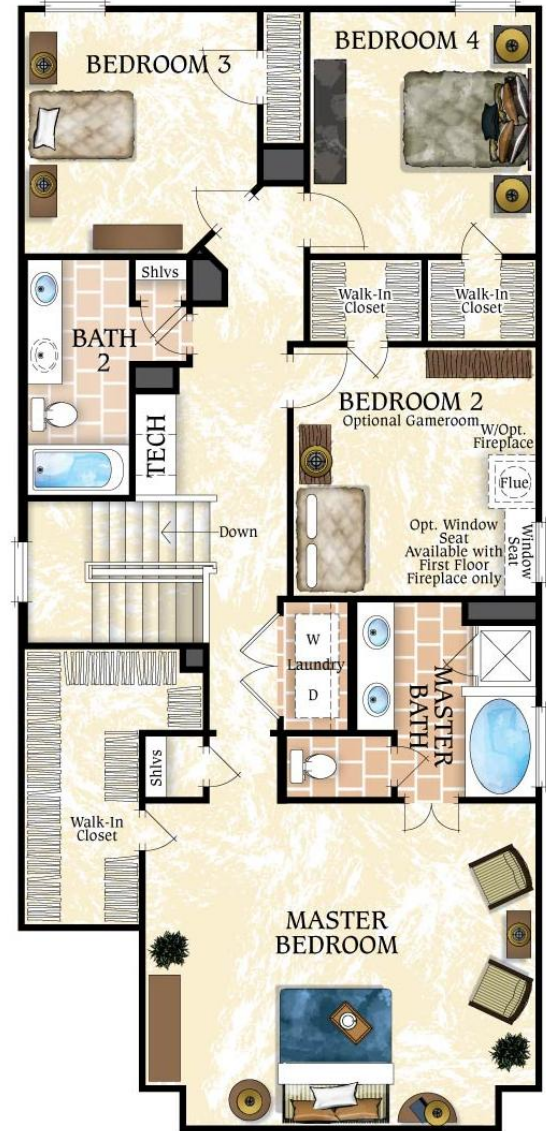 BEDROOM 3
BEDROOM 4
Shlvs
Walk-In
Closet
Walk-In
Closet
BATH
2
BEDROOM 2
Optional Gameroom
W/Opt.
Fireplace
Flue
TECH
Opt. Window
Seat
Available with
First Floor
Fireplace only
Window
Seat
Down
W
Laundry
D
MASTER
BATH
Shlvs
Walk-In
Closet
MASTER
BEDROOM